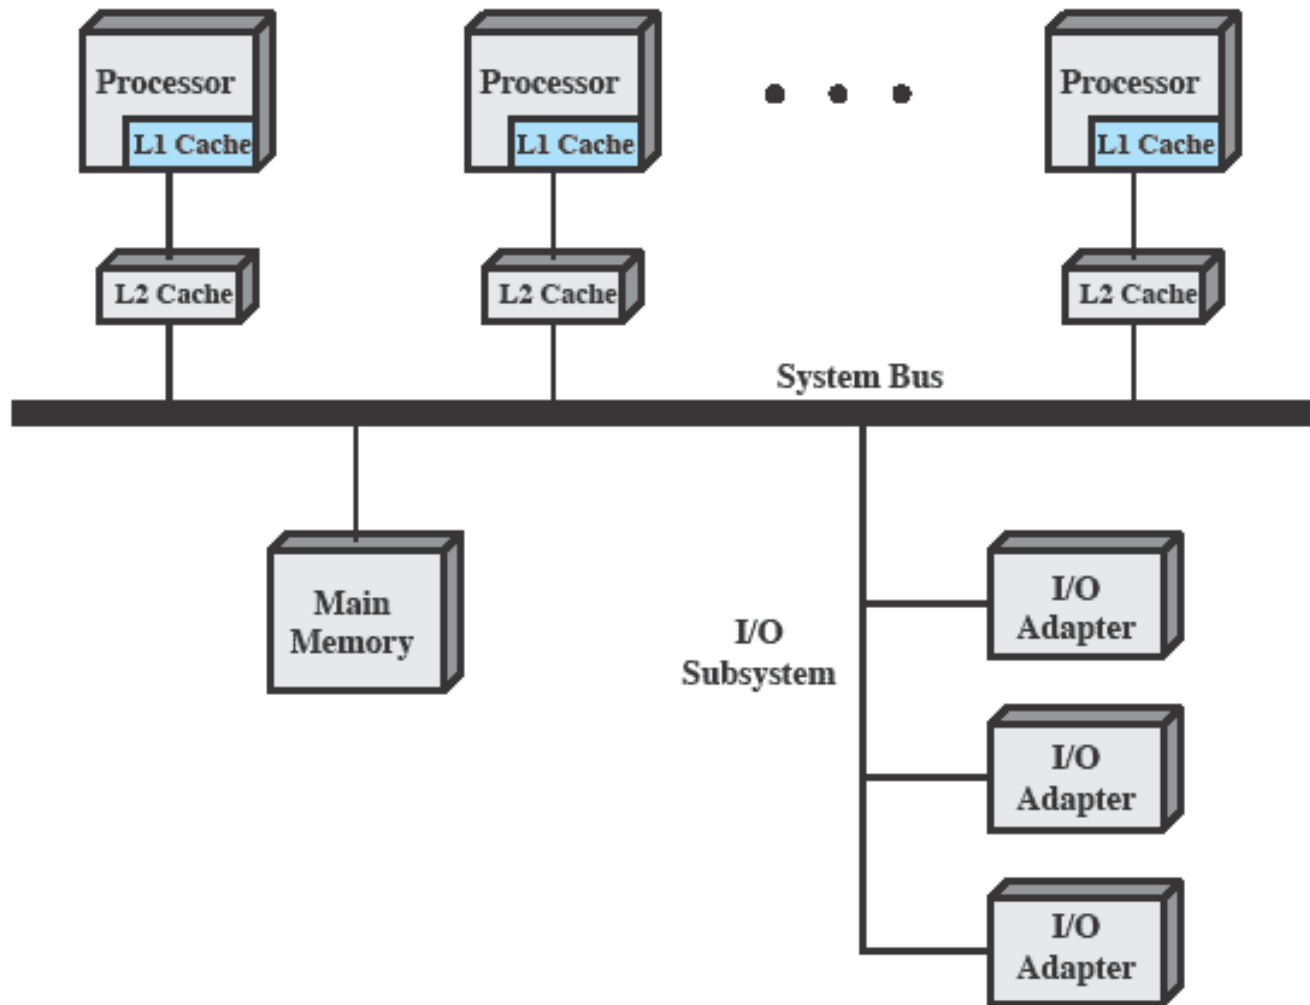 Processor
L1 Cache
L2 Cache
Processor
L1 Cache
L2 Cache
Processor
L1 Cache
L2 Cache
System Bus
Main
Memory
I/O
Subsystem
I/O
Adapter
I/O
Adapter
I/O
Adapter